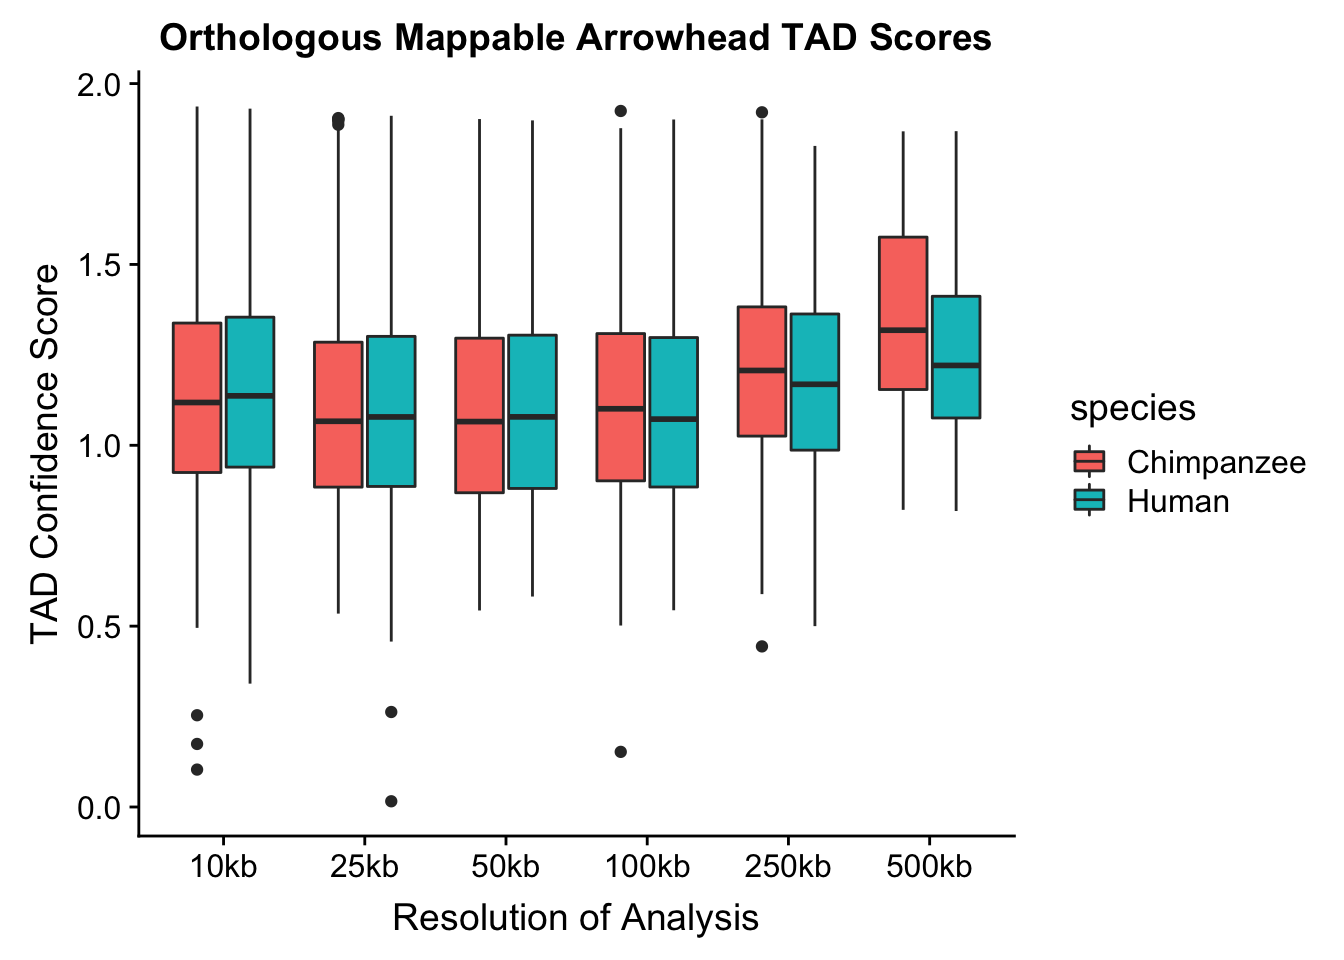 Orthologous Mappable Arrowhead TAD Scores
TAD Confidence Score
2.0
1.5
1.0
0.5
0.0
10kb 25kb 50kb 100kb 250kb 500kb
Resolution of Analysis
species
Chimpanzee
Human